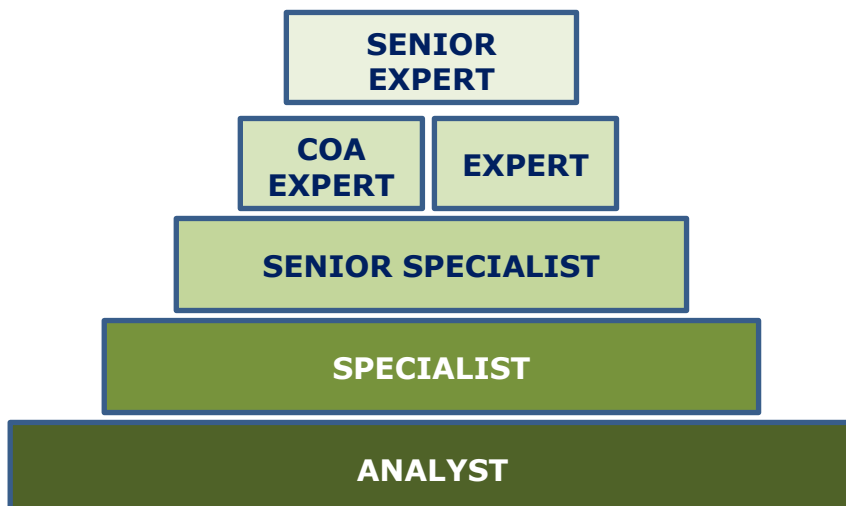 SENIOR
EXPERT
COA
EXPERT
EXPERT
SENIOR SPECIALIST
SPECIALIST
ANALYST